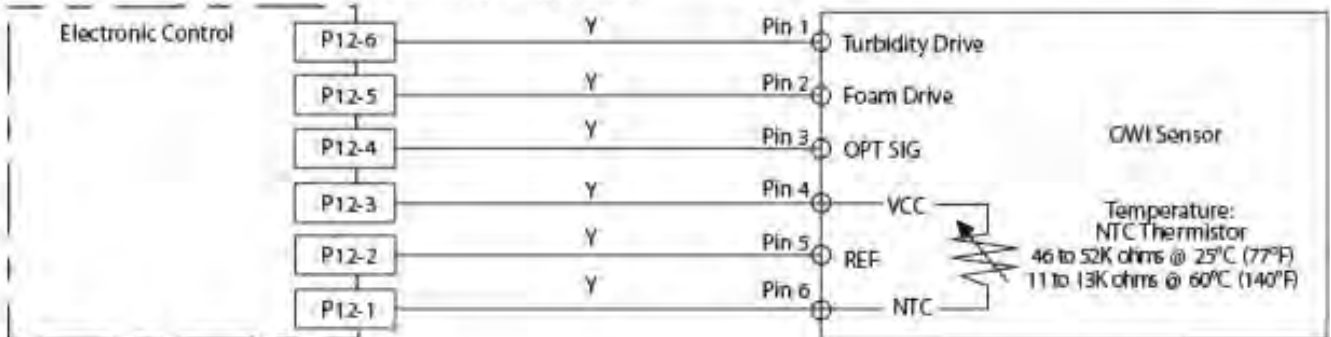 Electronic Control
P12-6 Y Pin 1 Turbidity Drive
P12-5 Y Pin 2 Foam Drive
P12-4 Y Pin 3 OPT SIG
OWI Sensor
P12-3 Y Pin 4 VCC
P12-2 Y Pin 5 REF
P12-1 Y Pin 6 NTC
Temperature:
NTC Thermistor
46 to 52K ohms @ 25°C (77°F)
11 to 13K ohms @ 60°C (140°F)